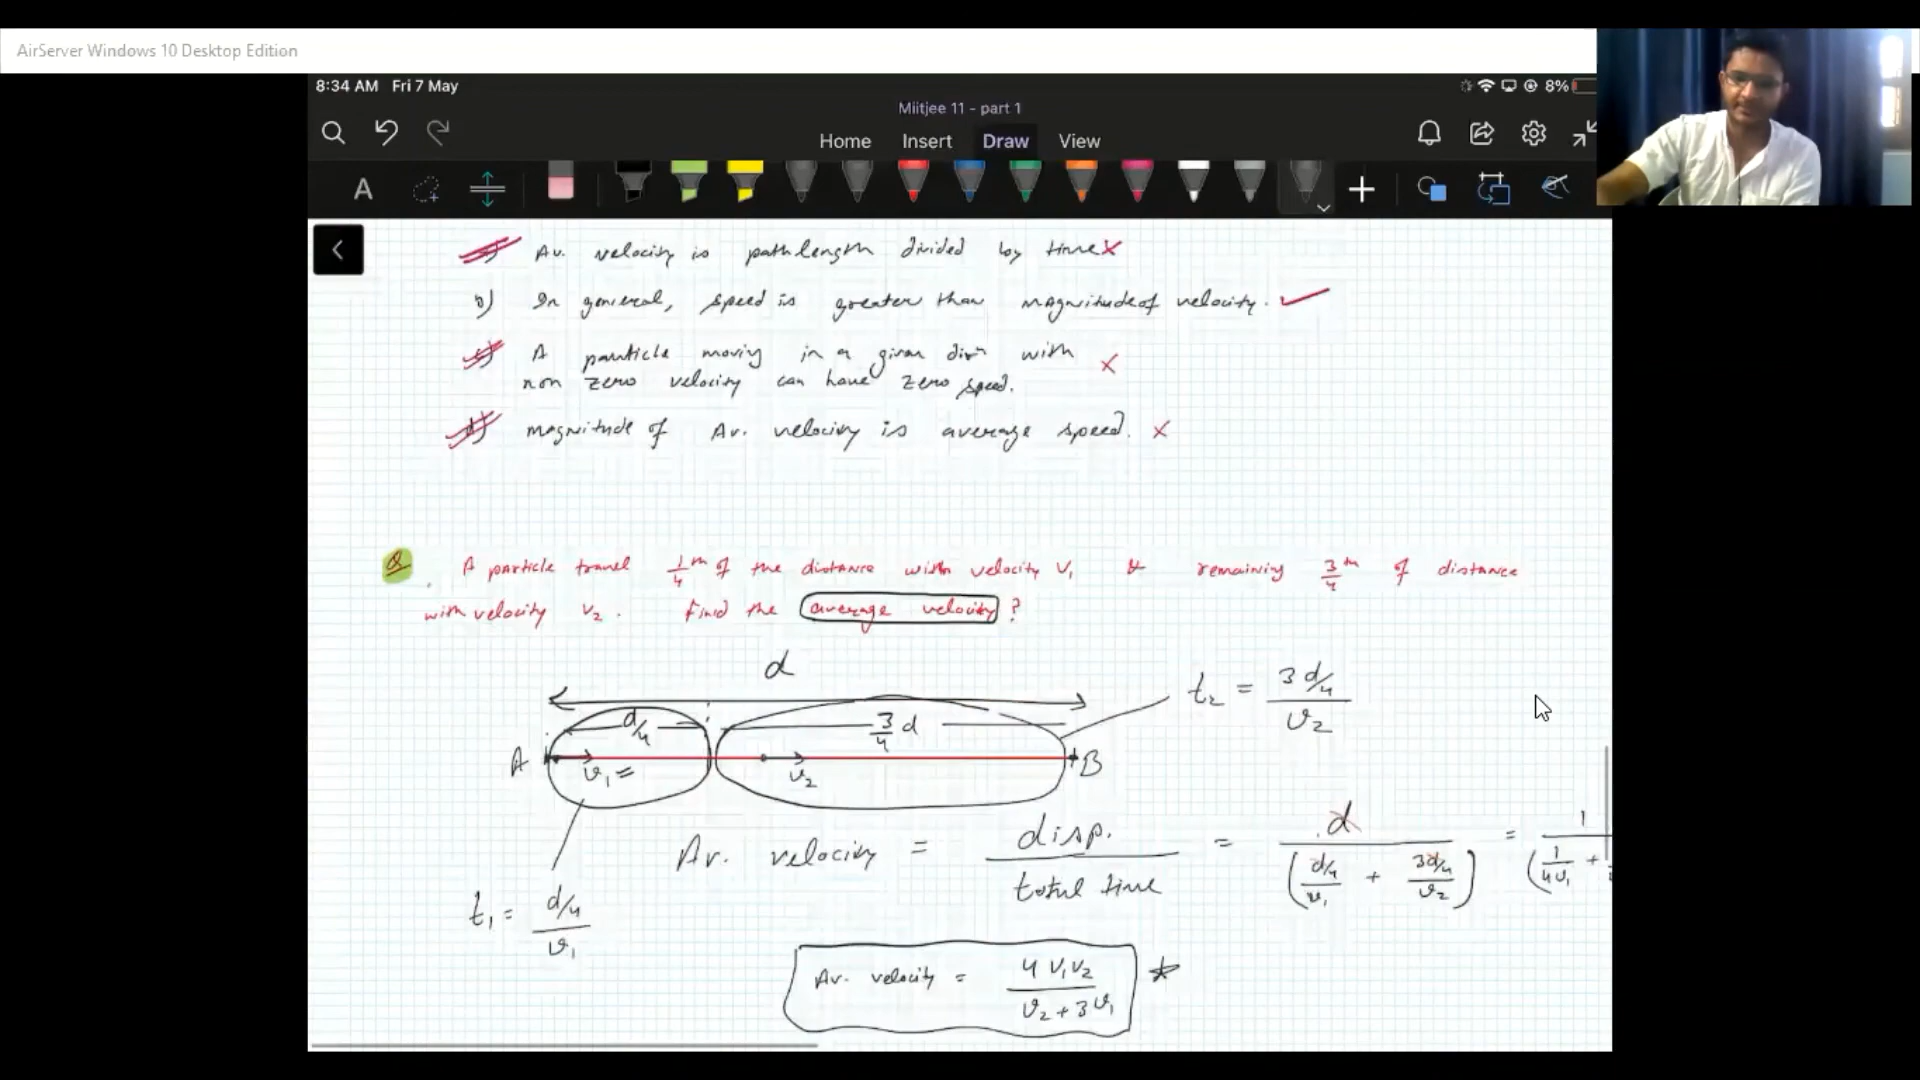 AirServer Windows 10 Desktop Edition
8:34 AM Fri 7 May
8%
Miitjee 11 - part 1
Home Insert Draw View
A
Av. velocity is pathlength divided by time ×
b) In general, speed is greater than magnitude of velocity. ✓
c) A particle moving in a given dirn with ×
non zero velocity can have zero speed.
d) magnitude of Av. velocity is average speed. ×
Q. A particle travel 1/4th of the distance with velocity v₁ & remaining 3/4th of distance
with velocity v₂. Find the average velocity?
d
d/4 3/4 d
A v₁ = v₂ B
t₂ = (3d/4)/v₂
Av. velocity = disp./total time = d/((d/4)/v₁ + (3d/4)/v₂) = 1/(1/4v₁ +
t₁ = (d/4)/v₁
Av. velocity = 4v₁v₂/(v₂ + 3v₁) ★